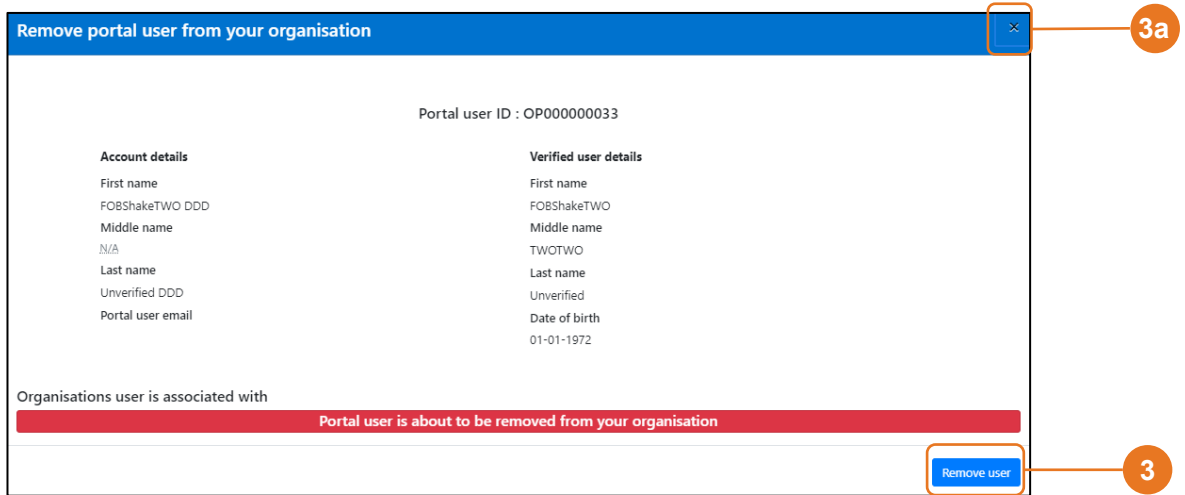 Remove portal user from your organisation
×
3a
Portal user ID : OP000000033
Account details
First name
FOBShakeTWO DDD
Middle name
N/A
Last name
Unverified DDD
Portal user email
Verified user details
First name
FOBShakeTWO
Middle name
TWOTWO
Last name
Unverified
Date of birth
01-01-1972
Organisations user is associated with
Portal user is about to be removed from your organisation
Remove user
3